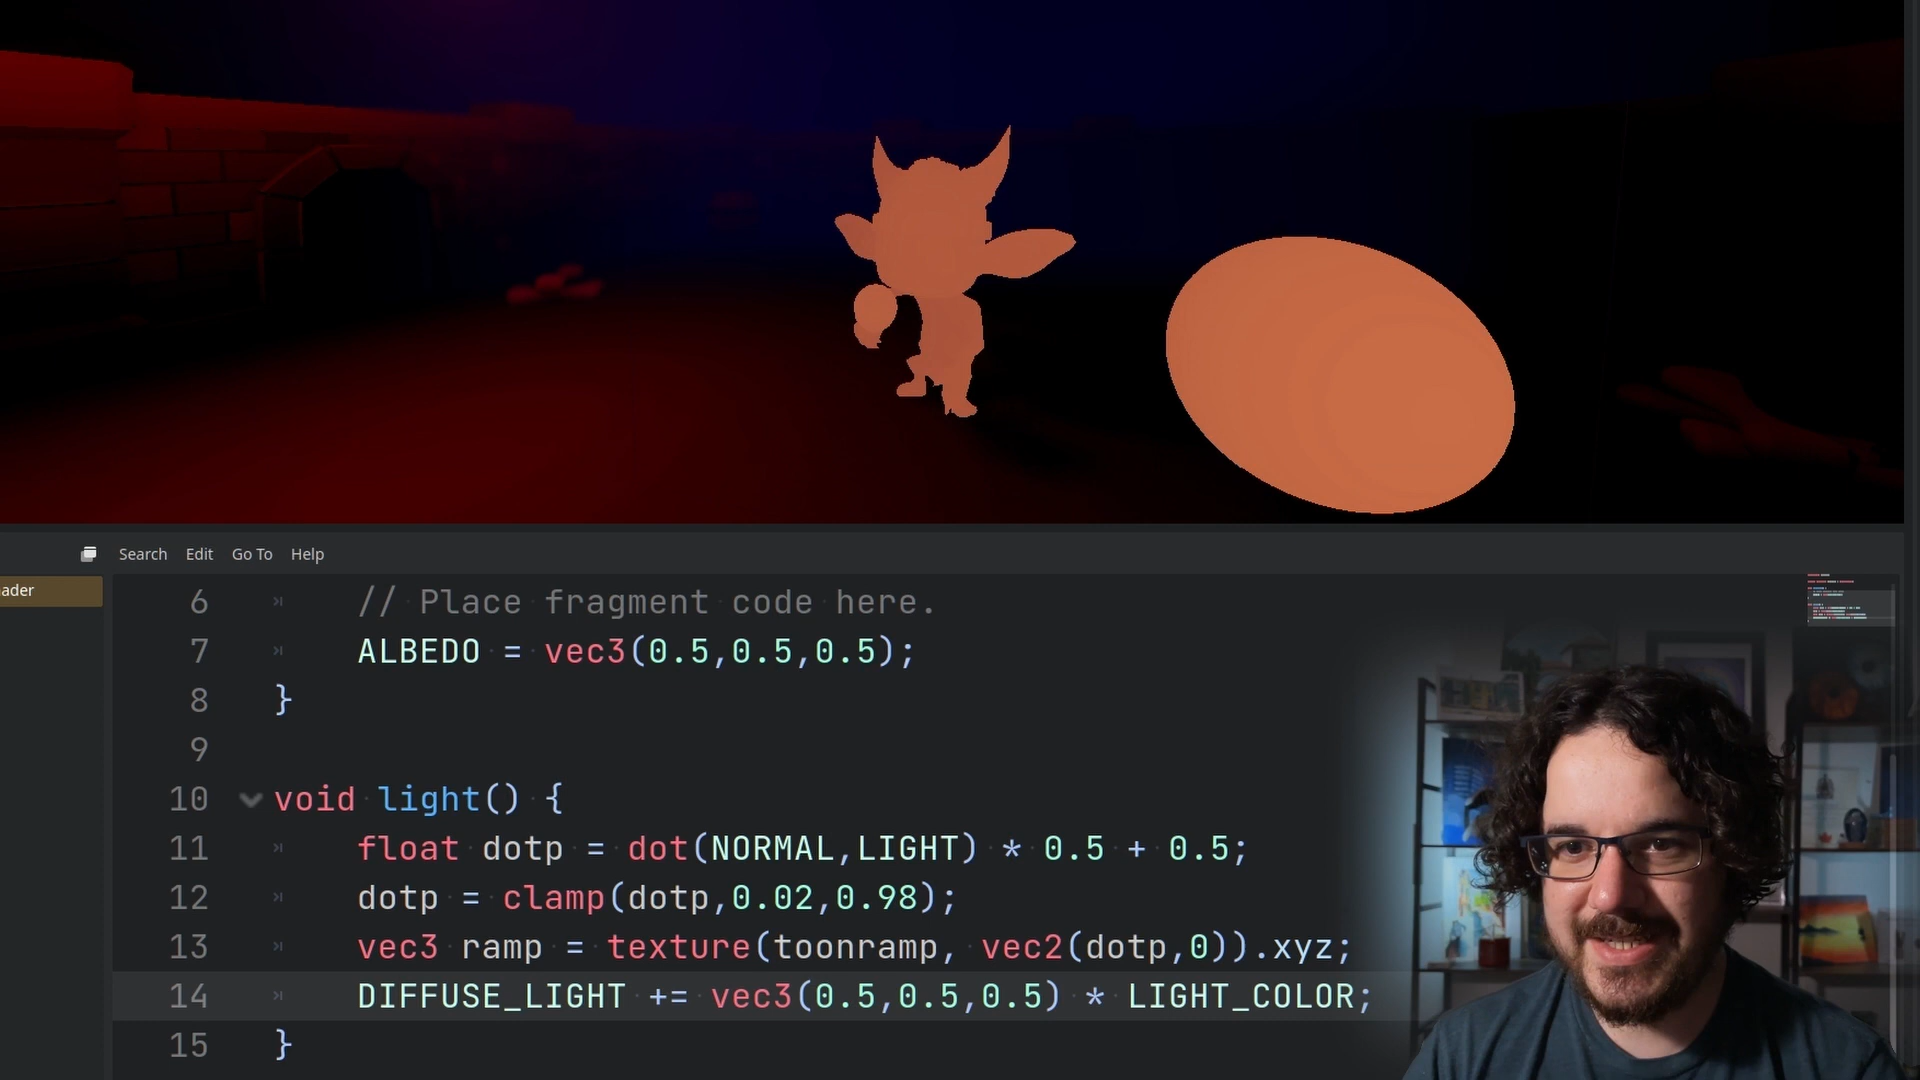 Search Edit Go To Help
ader
6 // Place fragment code here.
7 ALBEDO = vec3(0.5,0.5,0.5);
8 }
9
10 void light() {
11 float dotp = dot(NORMAL,LIGHT) * 0.5 + 0.5;
12 dotp = clamp(dotp,0.02,0.98);
13 vec3 ramp = texture(toonramp, vec2(dotp,0)).xyz;
14 DIFFUSE_LIGHT += vec3(0.5,0.5,0.5) * LIGHT_COLOR;
15 }